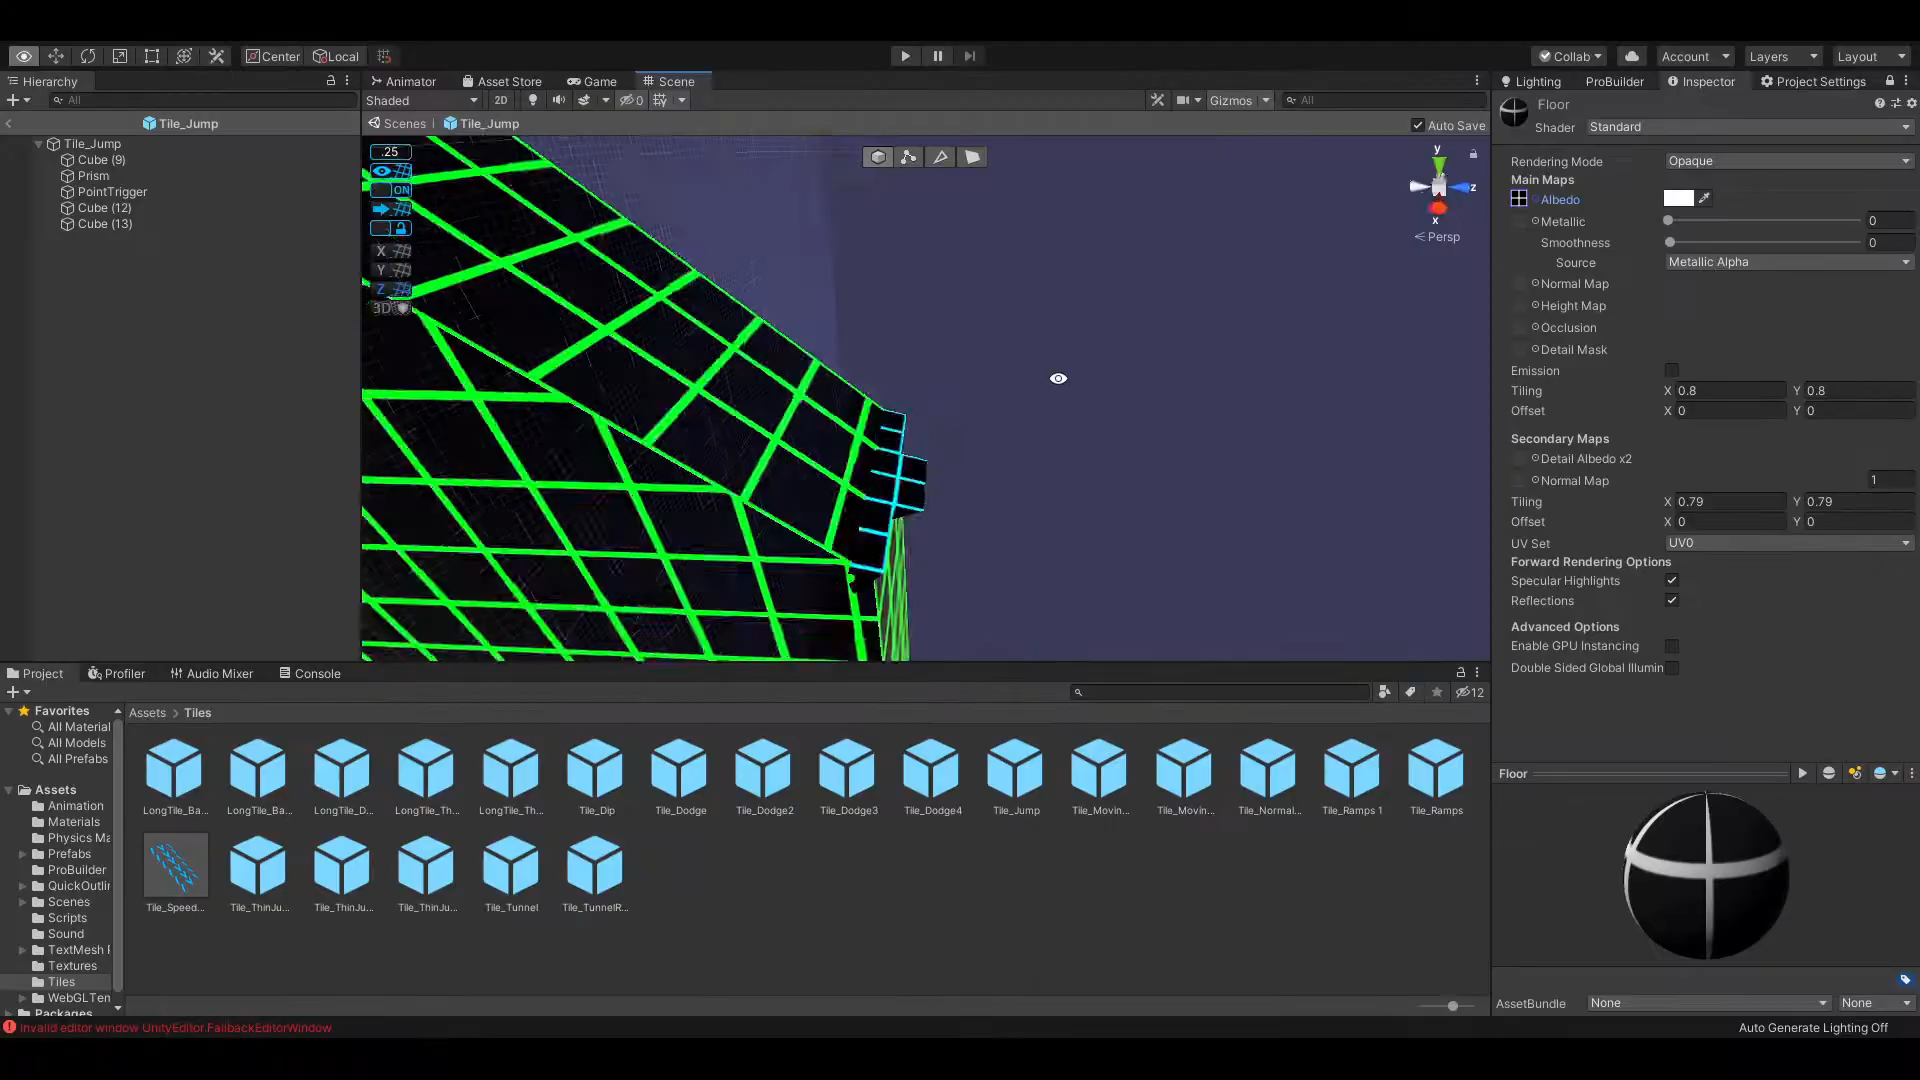 Center
Local
Collab
Account
Layers
Layout
Hierarchy
Animator
Asset Store
Game
Scene
Lighting
ProBuilder
Inspector
Project Settings
All
Shaded
2D
0
Gizmos
All
Floor
Shader
Standard
Tile_Jump
Scenes
Tile_Jump
Auto Save
Tile_Jump
Cube (9)
Prism
PointTrigger
Cube (12)
Cube (13)
.25
ON
X
Y
Z
3D
y
z
x
Persp
Rendering Mode
Opaque
Main Maps
Albedo
Metallic
0
Smoothness
0
Source
Metallic Alpha
Normal Map
Height Map
Occlusion
Detail Mask
Emission
Tiling
X 0.8
Y 0.8
Offset
X 0
Y 0
Secondary Maps
Detail Albedo x2
Normal Map
1
Tiling
X 0.79
Y 0.79
Offset
X 0
Y 0
UV Set
UV0
Forward Rendering Options
Specular Highlights
Reflections
Advanced Options
Enable GPU Instancing
Double Sided Global Illumin
Project
Profiler
Audio Mixer
Console
12
Favorites
All Material
All Models
All Prefabs
Assets
Animation
Materials
Physics Ma
Prefabs
ProBuilder
QuickOutlin
Scenes
Scripts
Sound
TextMesh P
Textures
Tiles
WebGLTem
Packages
Assets > Tiles
LongTile_Ba...
LongTile_Ba...
LongTile_D...
LongTile_Th...
LongTile_Th...
Tile_Dip
Tile_Dodge
Tile_Dodge2
Tile_Dodge3
Tile_Dodge4
Tile_Jump
Tile_Movin...
Tile_Movin...
Tile_Normal...
Tile_Ramps 1
Tile_Ramps
Tile_Speed...
Tile_ThinJu...
Tile_ThinJu...
Tile_ThinJu...
Tile_Tunnel
Tile_TunnelR...
Floor
AssetBundle
None
None
Invalid editor window UnityEditor.FallbackEditorWindow
Auto Generate Lighting Off